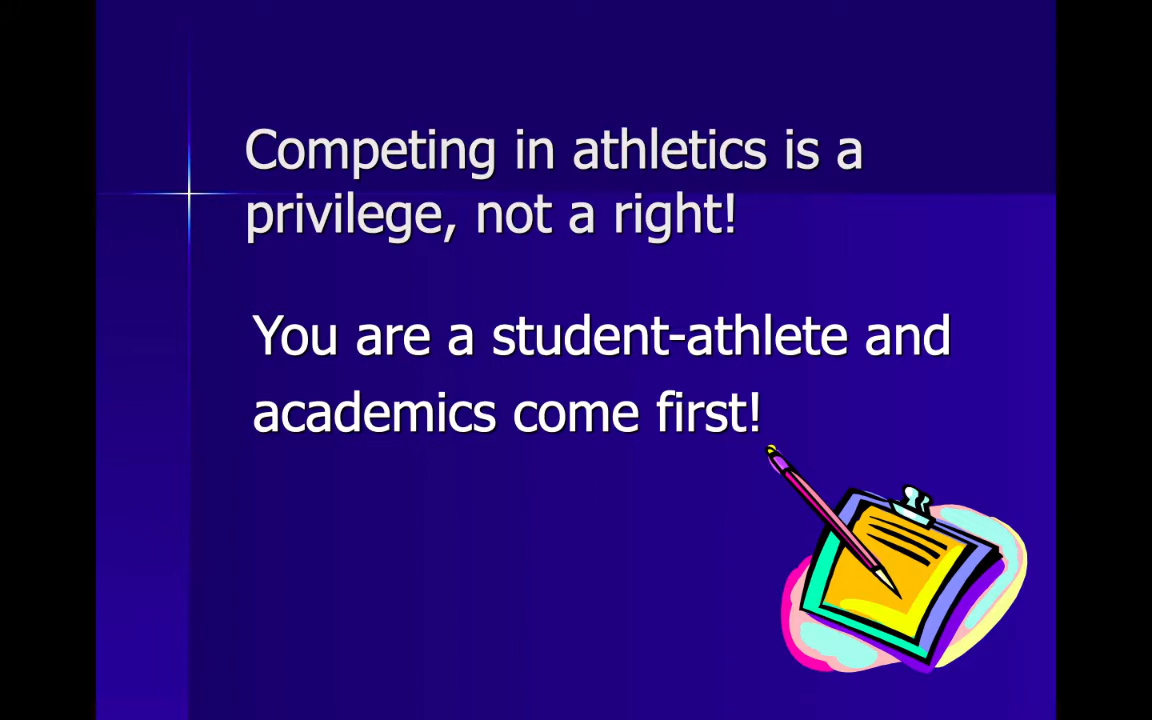 Competing in athletics is a
privilege, not a right!
You are a student-athlete and
academics come first!